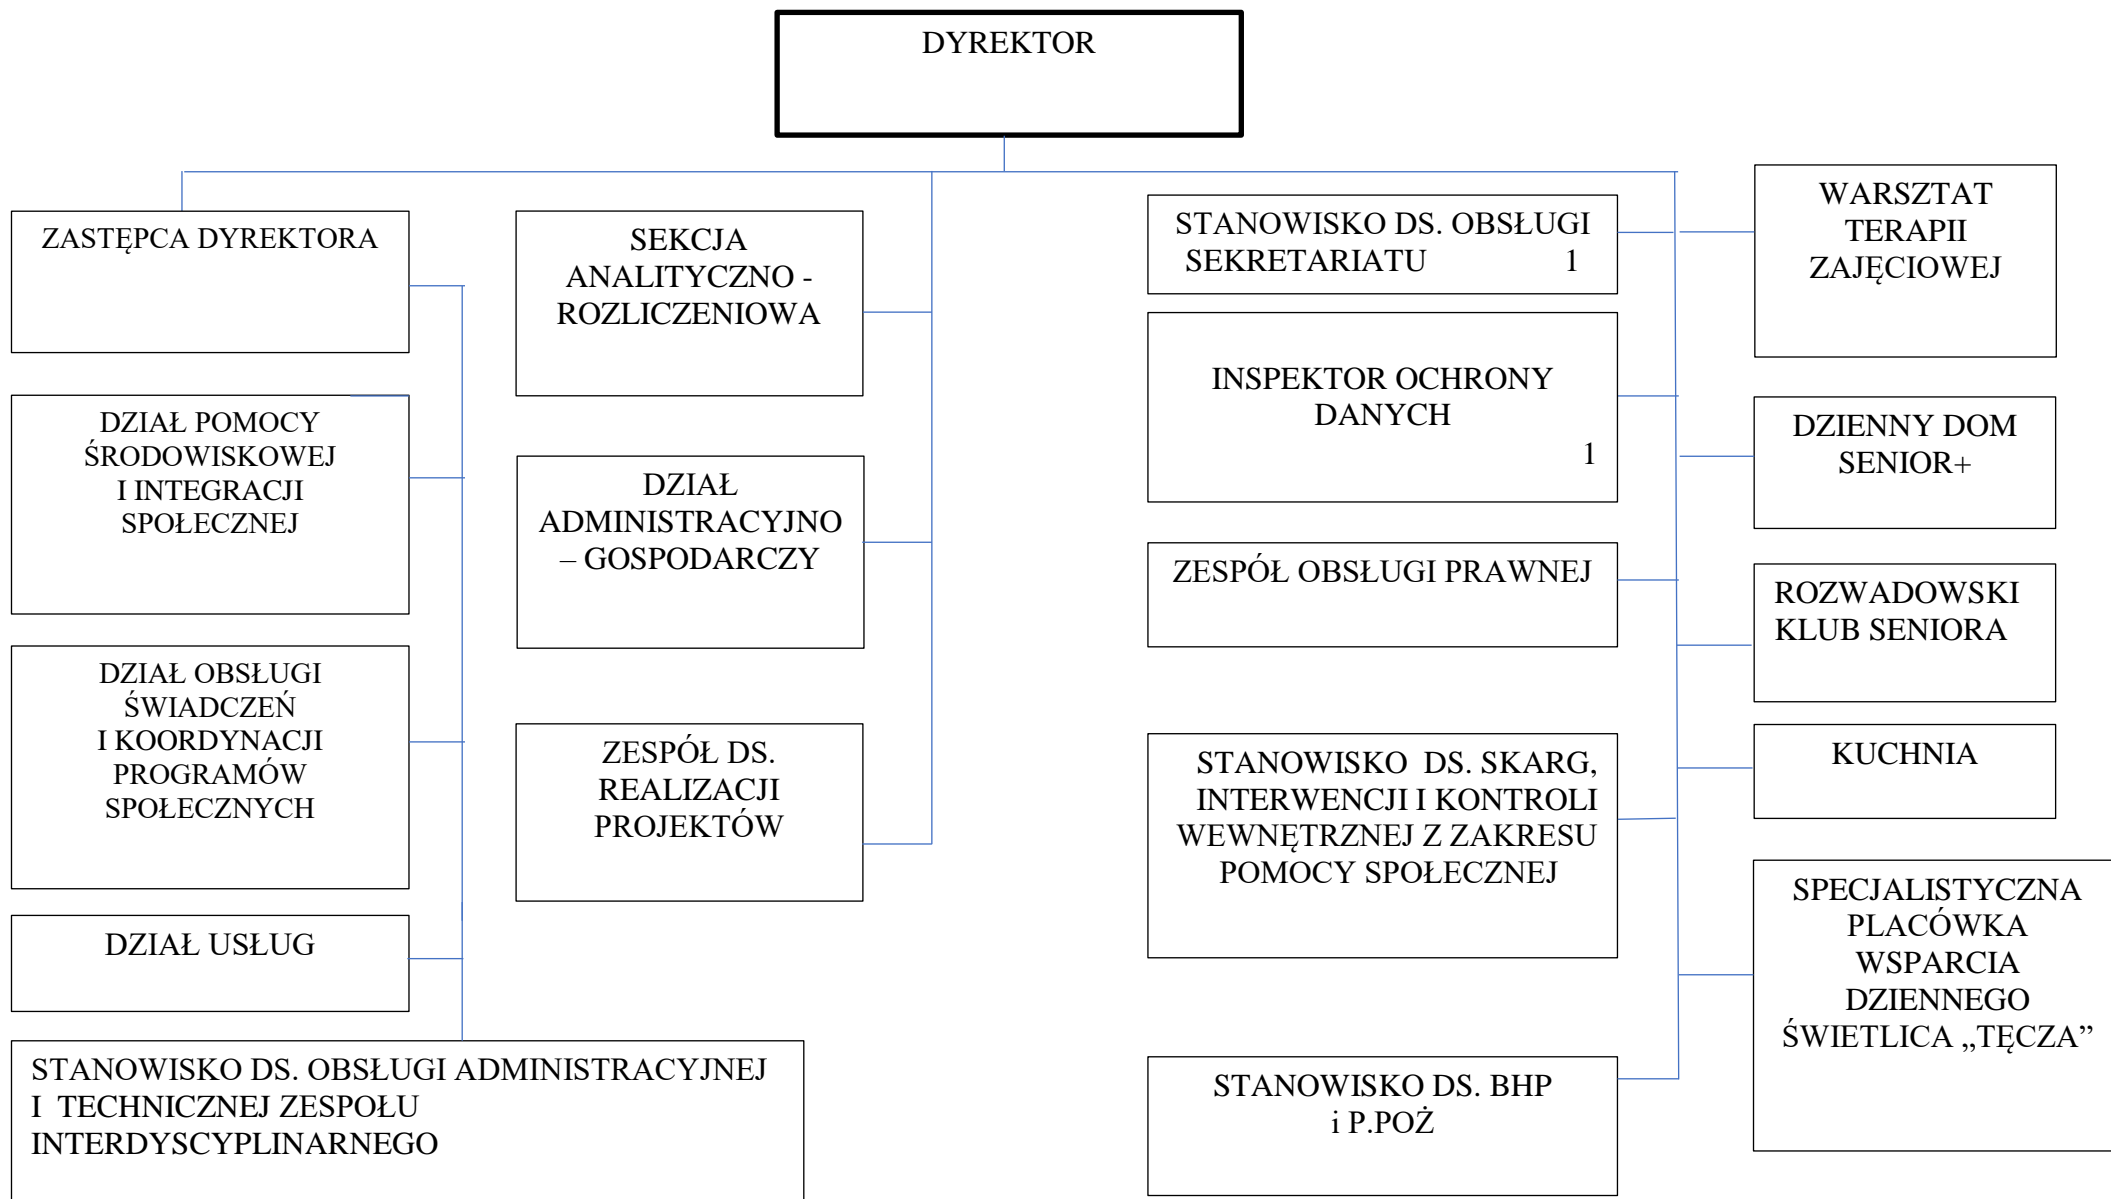 DYREKTOR
ZASTĘPCA DYREKTORA
DZIAŁ POMOCY
ŚRODOWISKOWEJ
I INTEGRACJI
SPOŁECZNEJ
DZIAŁ OBSŁUGI
ŚWIADCZEŃ
I KOORDYNACJI
PROGRAMÓW
SPOŁECZNYCH
DZIAŁ USŁUG
STANOWISKO DS. OBSŁUGI ADMINISTRACYJNEJ
I TECHNICZNEJ ZESPOŁU
INTERDYSCYPLINARNEGO
SEKCJA
ANALITYCZNO -
ROZLICZENIOWA
DZIAŁ
ADMINISTRACYJNO
– GOSPODARCZY
ZESPÓŁ DS.
REALIZACJI
PROJEKTÓW
STANOWISKO DS. OBSŁUGI
SEKRETARIATU 1
INSPEKTOR OCHRONY
DANYCH
1
ZESPÓŁ OBSŁUGI PRAWNEJ
STANOWISKO DS. SKARG,
INTERWENCJI I KONTROLI
WEWNĘTRZNEJ Z ZAKRESU
POMOCY SPOŁECZNEJ
STANOWISKO DS. BHP
i P.POŻ
WARSZTAT
TERAPII
ZAJĘCIOWEJ
DZIENNY DOM
SENIOR+
ROZWADOWSKI
KLUB SENIORA
KUCHNIA
SPECJALISTYCZNA
PLACÓWKA
WSPARCIA
DZIENNEGO
ŚWIETLICA „TĘCZA”